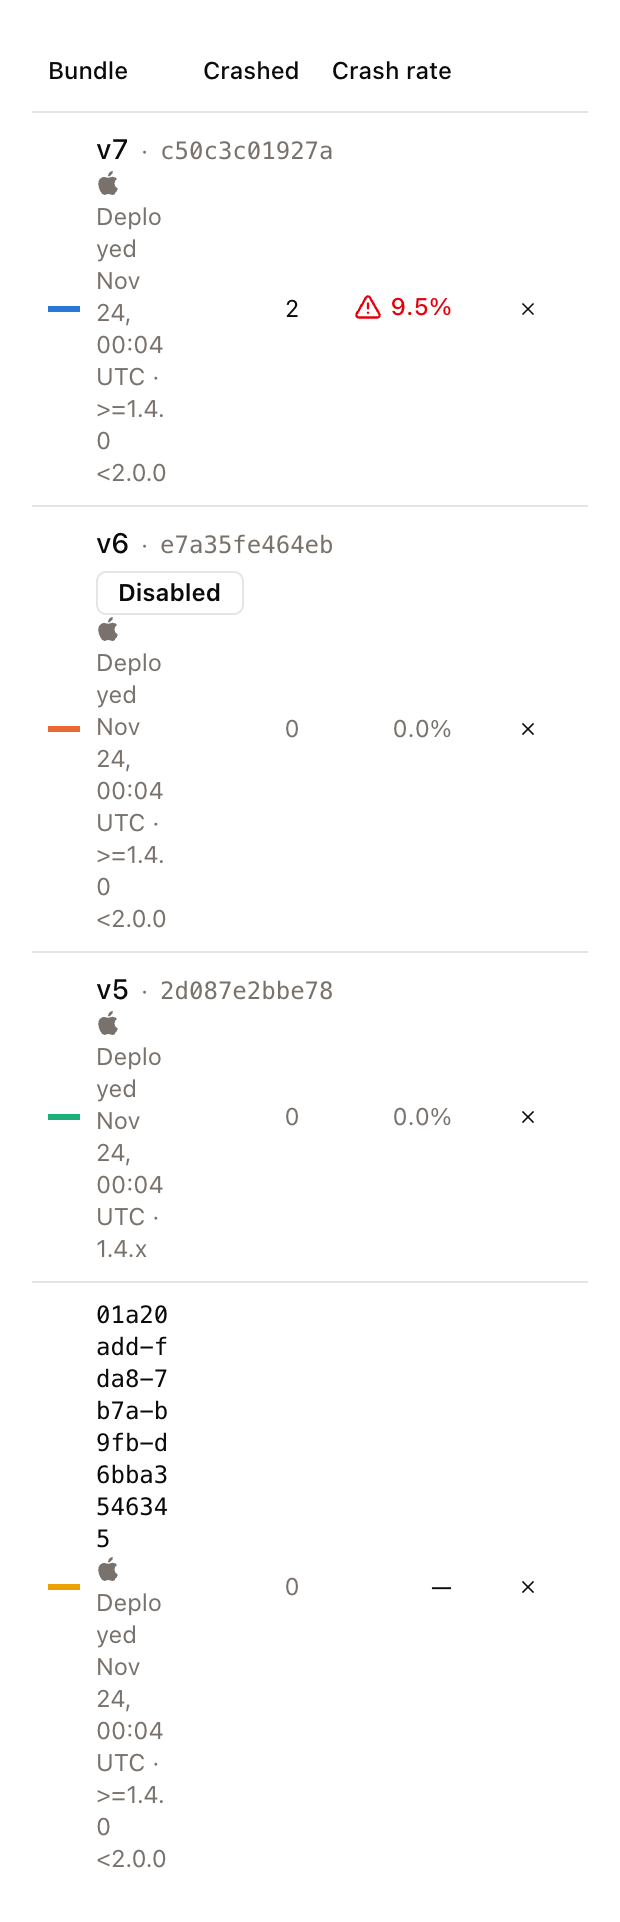 Bundle Crashed Crash rate
v7 · c50c3c01927a
Deplo
yed
Nov
24,
00:04
UTC ·
>=1.4.
0
<2.0.0
2 9.5% ×
v6 · e7a35fe464eb
Disabled
Deplo
yed
Nov
24,
00:04
UTC ·
>=1.4.
0
<2.0.0
0 0.0% ×
v5 · 2d087e2bbe78
Deplo
yed
Nov
24,
00:04
UTC ·
1.4.x
0 0.0% ×
01a20
add-f
da8-7
b7a-b
9fb-d
6bba3
54634
5
Deplo
yed
Nov
24,
00:04
UTC ·
>=1.4.
0
<2.0.0
0 — ×